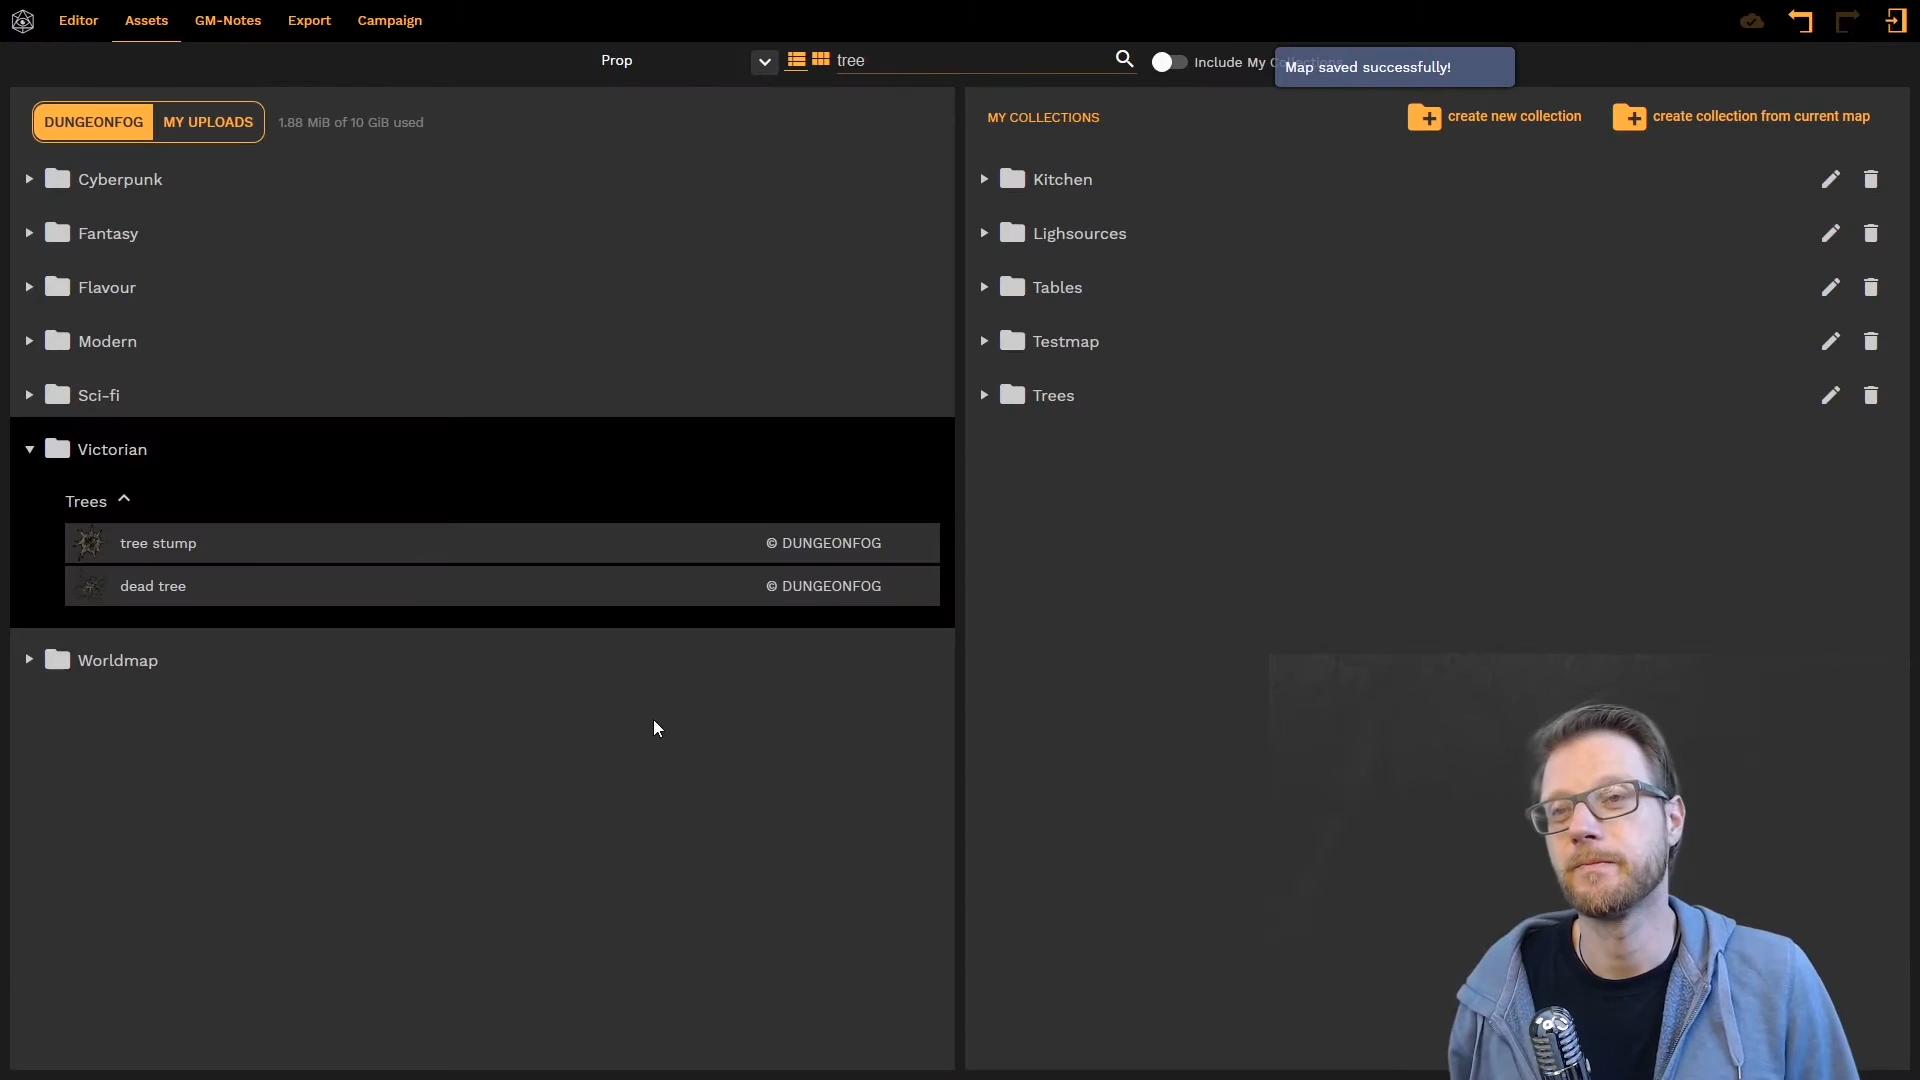 Editor Assets GM-Notes Export Campaign
Prop tree Include My Co
Map saved successfully!
DUNGEONFOG MY UPLOADS 1.88 MiB of 10 GiB used
Cyberpunk
Fantasy
Flavour
Modern
Sci-fi
Victorian
Trees
tree stump © DUNGEONFOG
dead tree © DUNGEONFOG
Worldmap
MY COLLECTIONS create new collection create collection from current map
Kitchen
Lighsources
Tables
Testmap
Trees